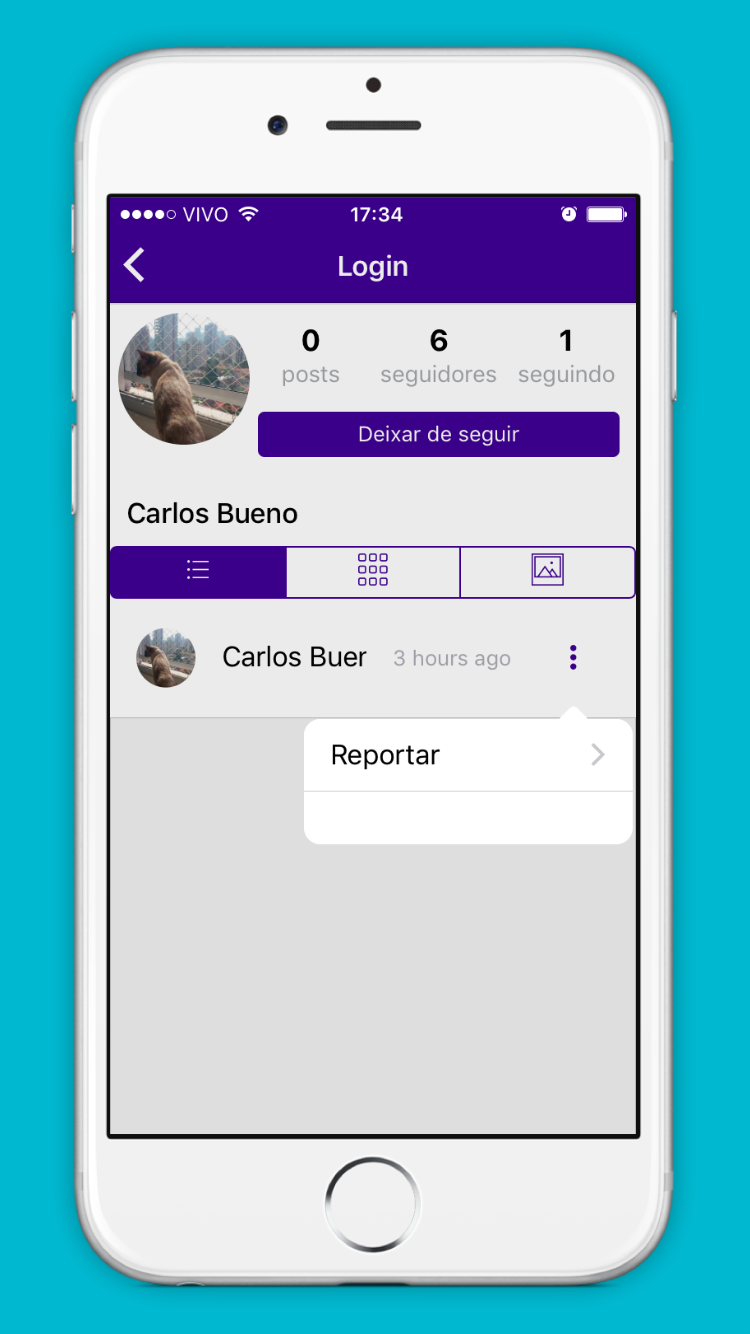 VIVO 17:34
Login
0 6 1
posts seguidores seguindo
Deixar de seguir
Carlos Bueno
Carlos Buer 3 hours ago
Reportar